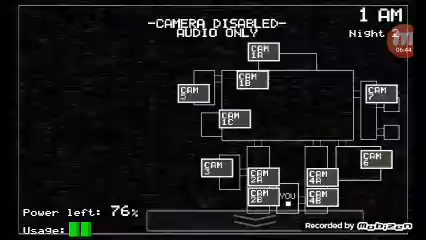 -CAMERA DISABLED-
AUDIO ONLY
1 AM
Night 2
06:44
CAM
1A
CAM
1B
CAM
5
CAM
7
CAM
1C
CAM
3
CAM
6
CAM
2A
CAM
4A
CAM
2B
YOU
CAM
4B
Power left: 76%
Usage:
Recorded by Mobizen